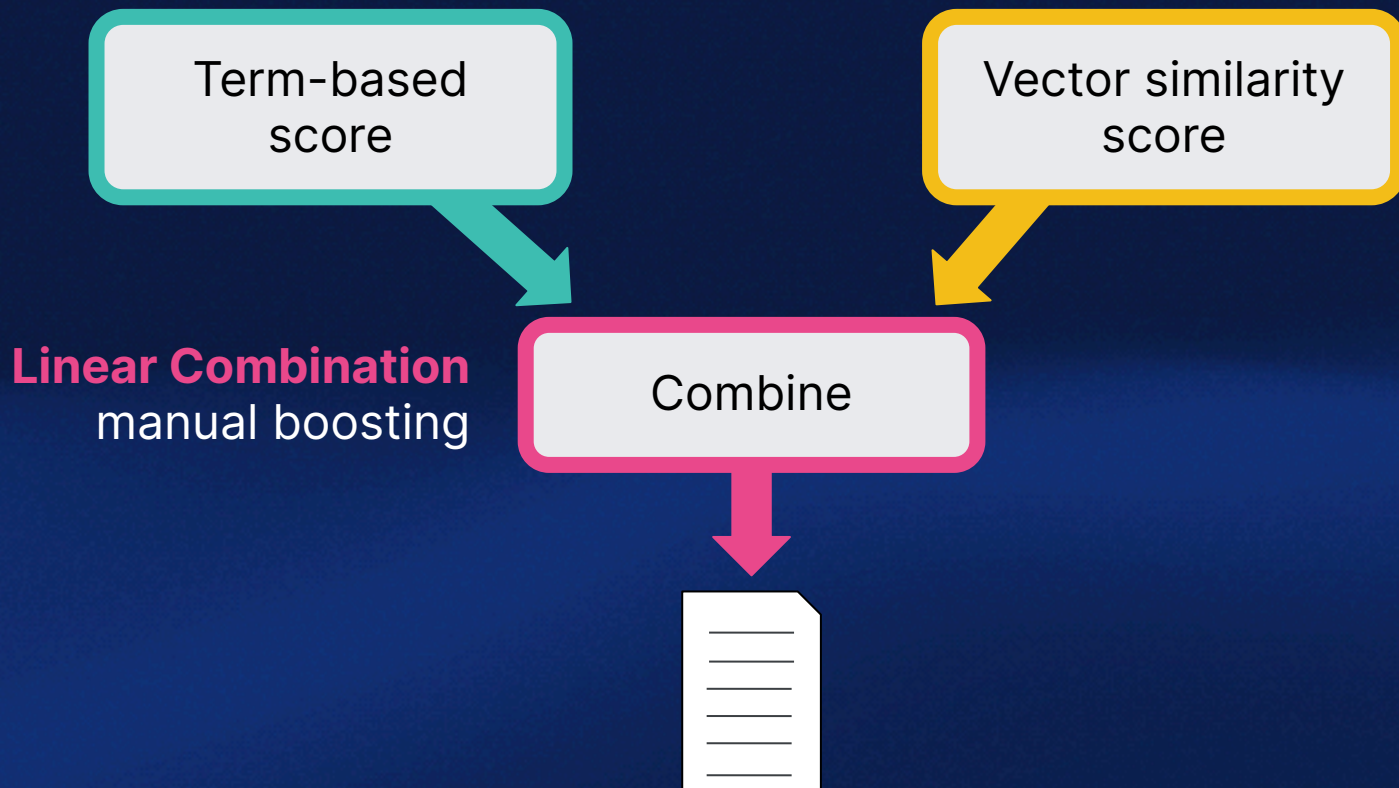 Term-based
score
Vector similarity
score
Linear Combination
manual boosting
Combine